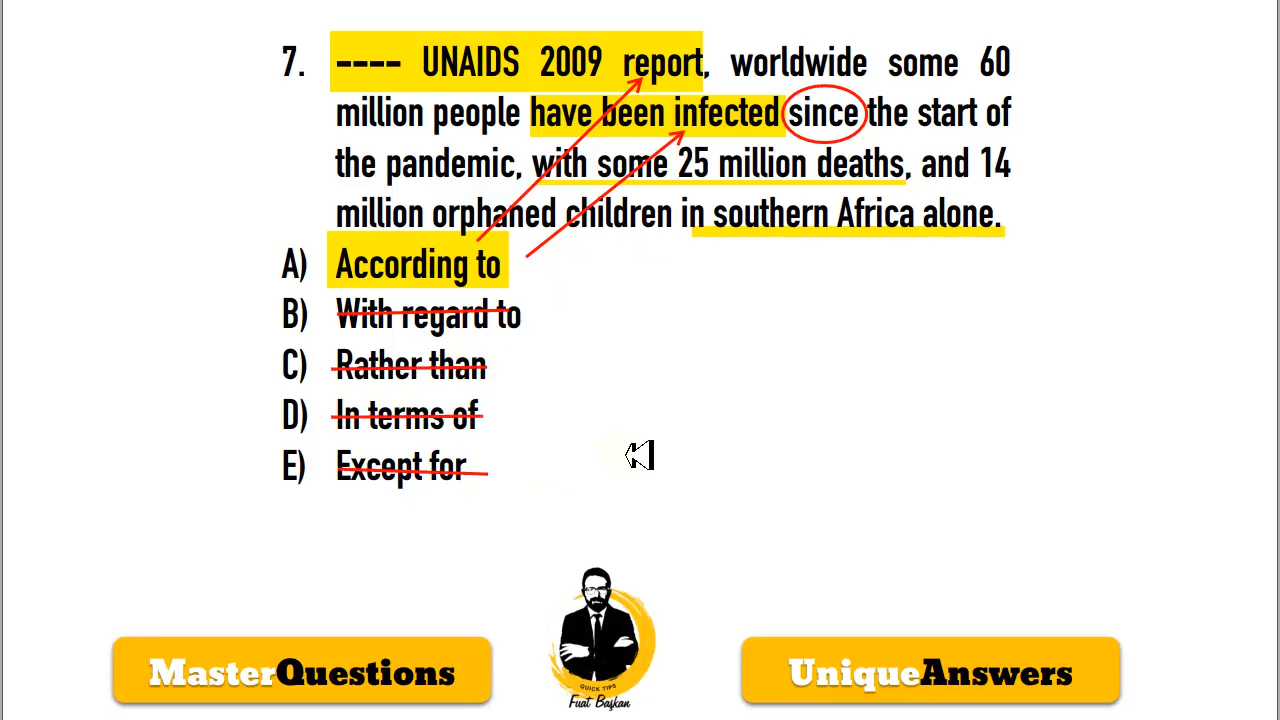 7. ---- UNAIDS 2009 report, worldwide some 60
million people have been infected since the start of
the pandemic, with some 25 million deaths, and 14
million orphaned children in southern Africa alone.
A) According to
B) With regard to
C) Rather than
D) In terms of
E) Except for
QUICK TIPS
Fuat Başkan
MasterQuestions
UniqueAnswers